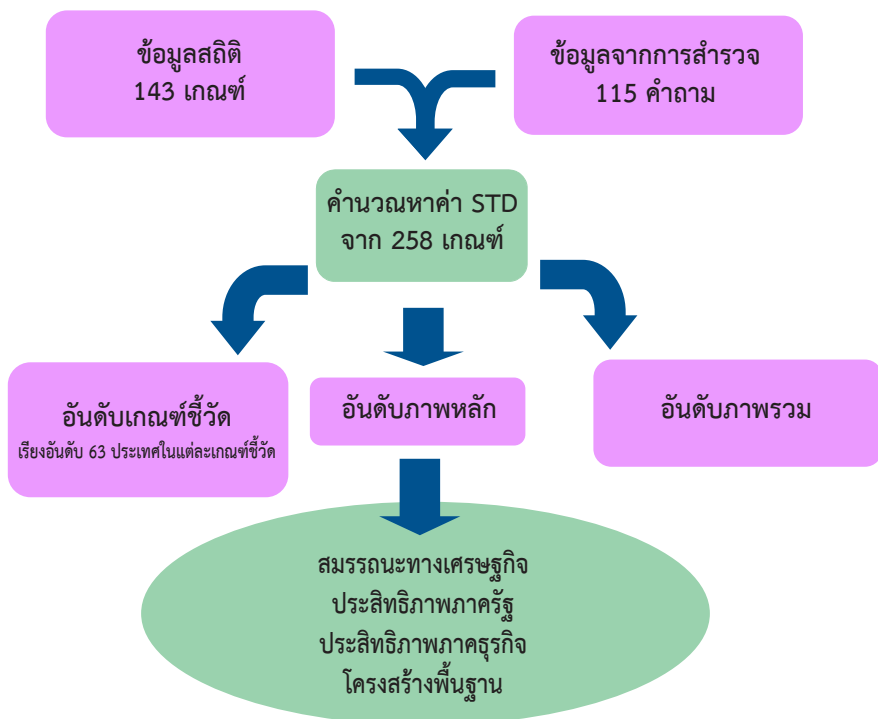 ข้อมูลสถิติ
143 เกณฑ์
ข้อมูลจากการสำรวจ
115 คำถาม
คำนวณหาค่า STD
จาก 258 เกณฑ์
อันดับเกณฑ์ชี้วัด
เรียงอันดับ 63 ประเทศในแต่ละเกณฑ์ชี้วัด
อันดับภาพหลัก
อันดับภาพรวม
สมรรถนะทางเศรษฐกิจ
ประสิทธิภาพภาครัฐ
ประสิทธิภาพภาคธุรกิจ
โครงสร้างพื้นฐาน